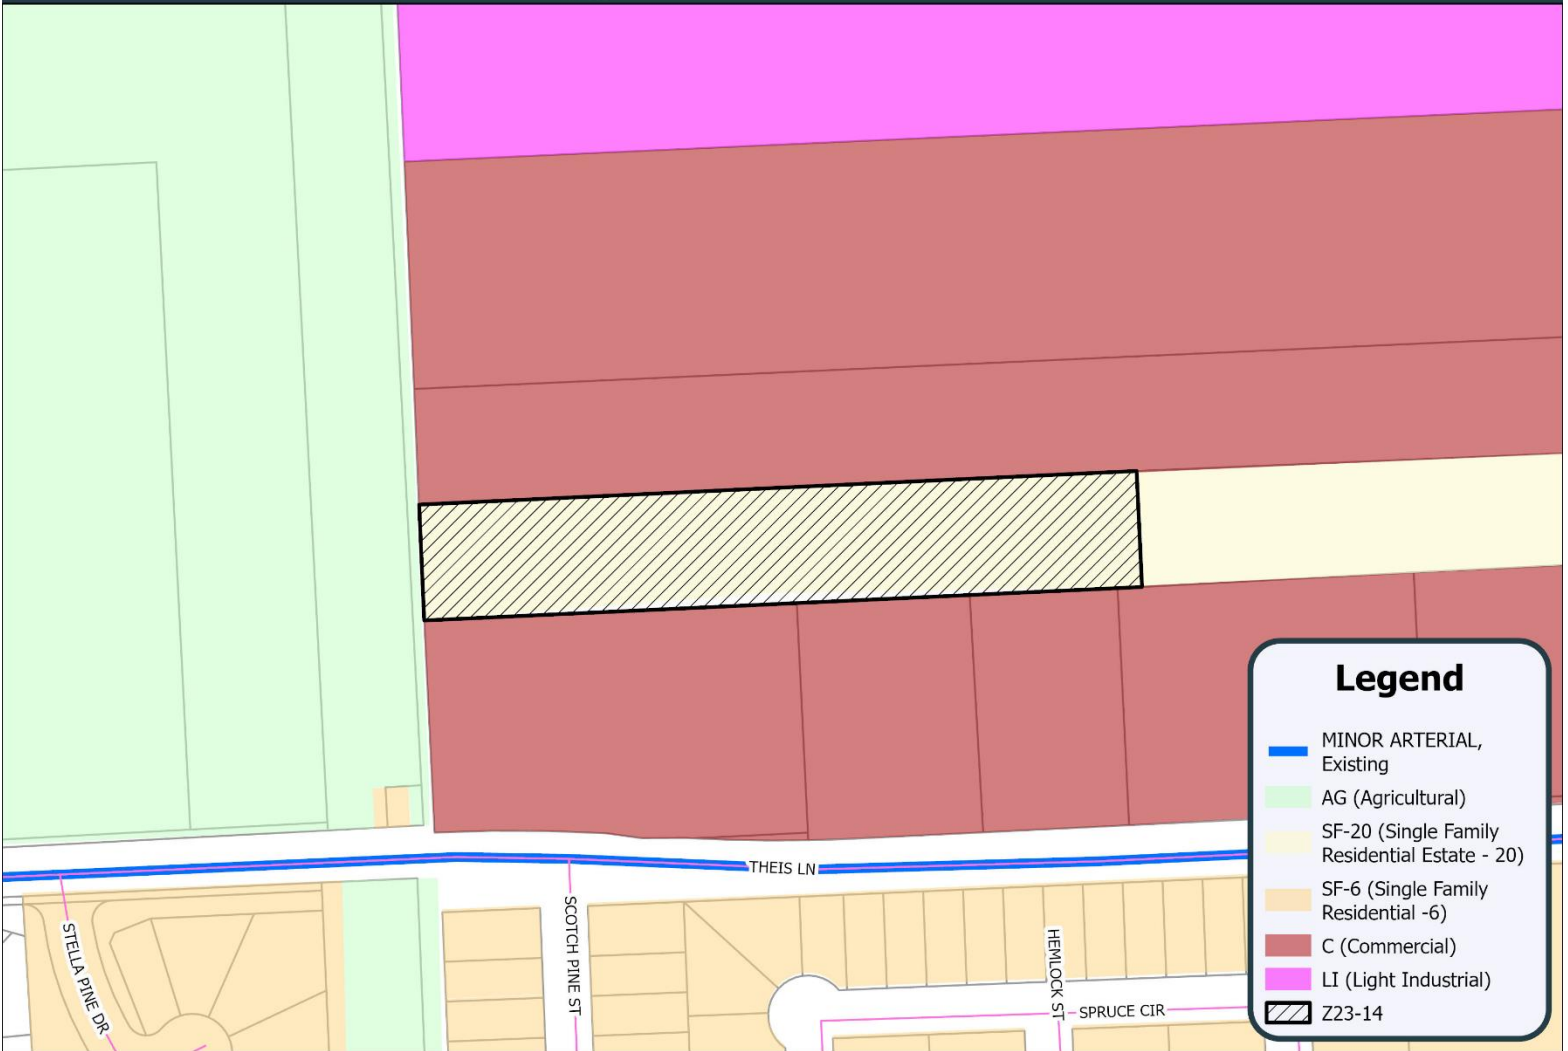 THEIS LN
STELLA PINE DR
SCOTCH PINE ST
HEMLOCK ST
SPRUCE CIR
Legend
MINOR ARTERIAL,
Existing
AG (Agricultural)
SF-20 (Single Family
Residential Estate - 20)
SF-6 (Single Family
Residential -6)
C (Commercial)
LI (Light Industrial)
Z23-14